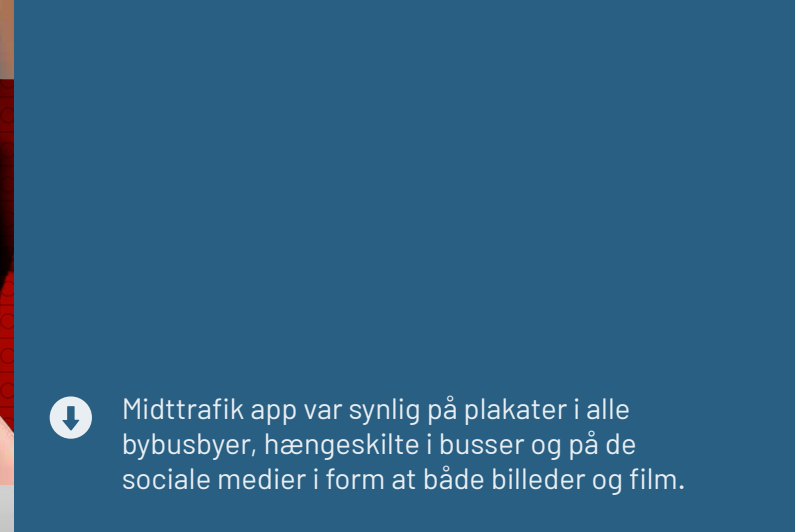 Midttrafik app var synlig på plakater i alle
bybusbyer, hængeskilte i busser og på de
sociale medier i form at både billeder og film.